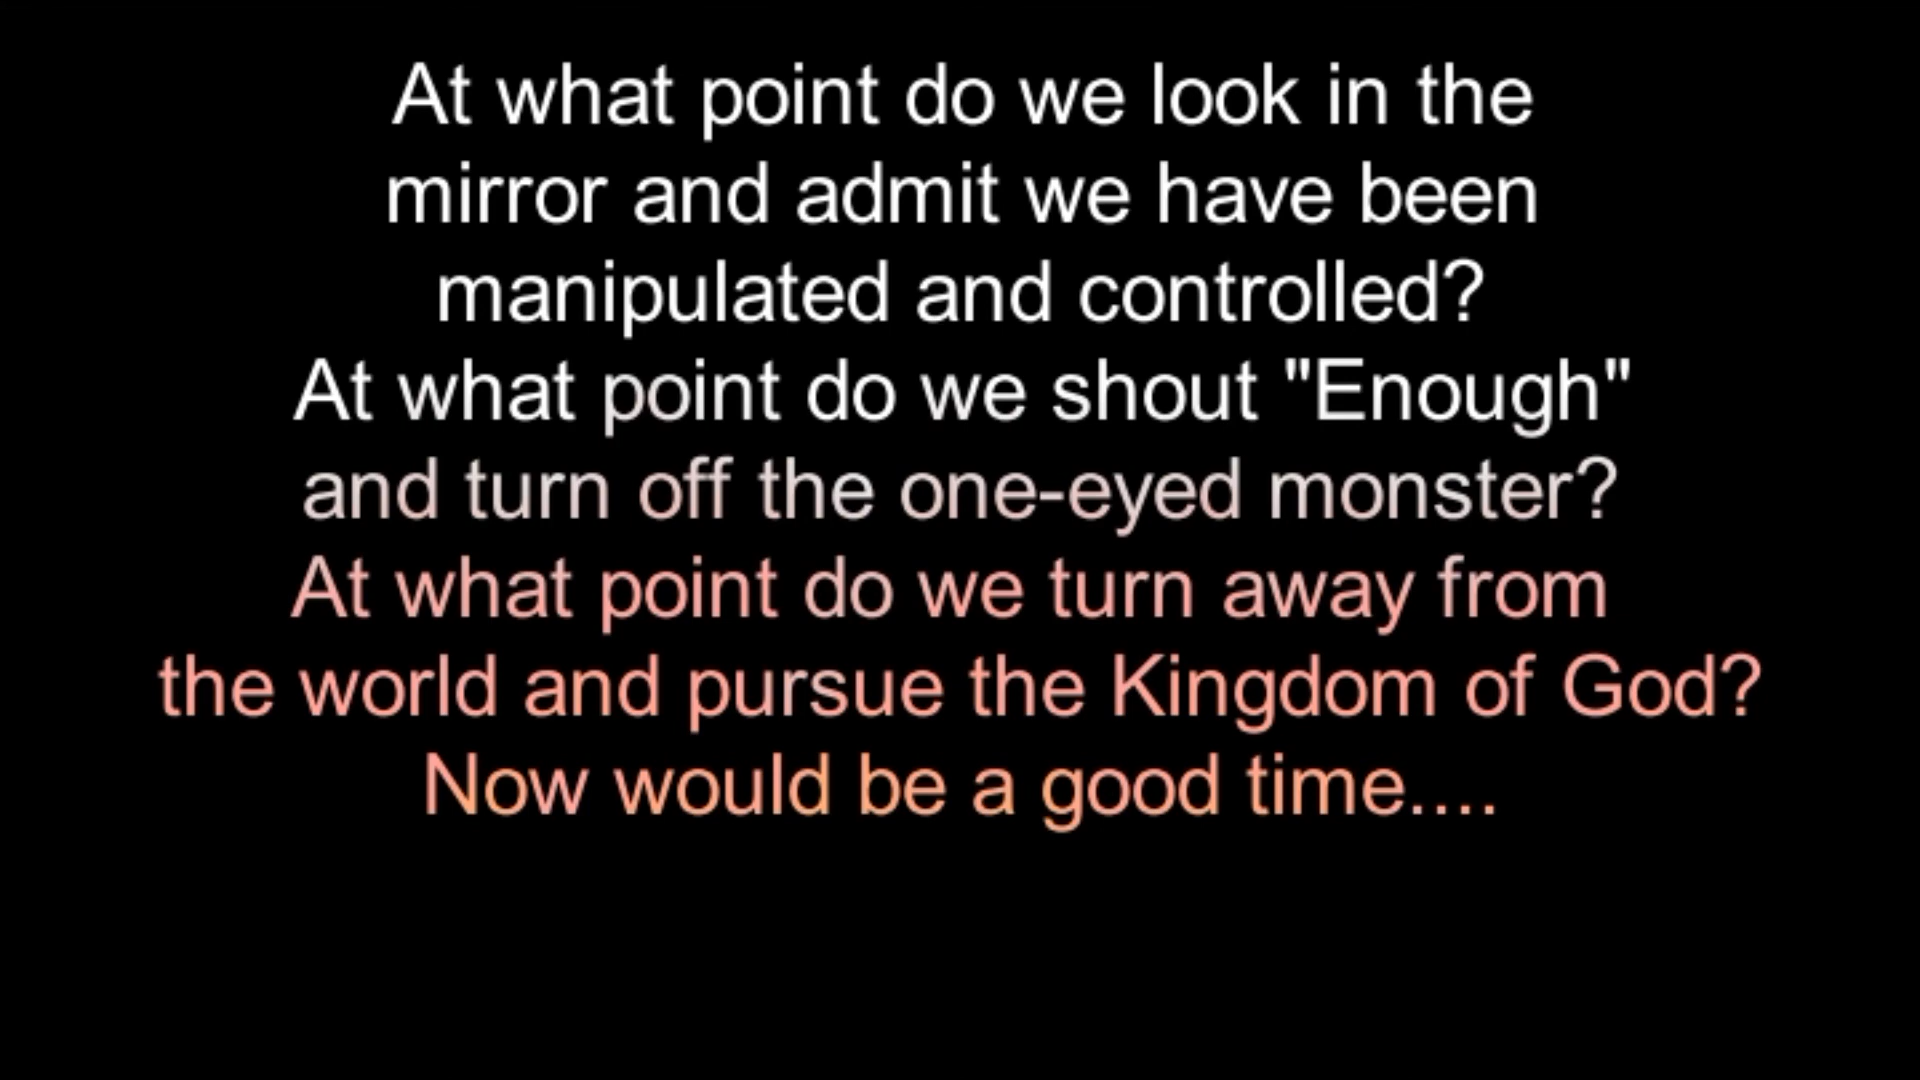 At what point do we look in the
mirror and admit we have been
manipulated and controlled?
At what point do we shout "Enough"
and turn off the one-eyed monster?
At what point do we turn away from
the world and pursue the Kingdom of God?
Now would be a good time....